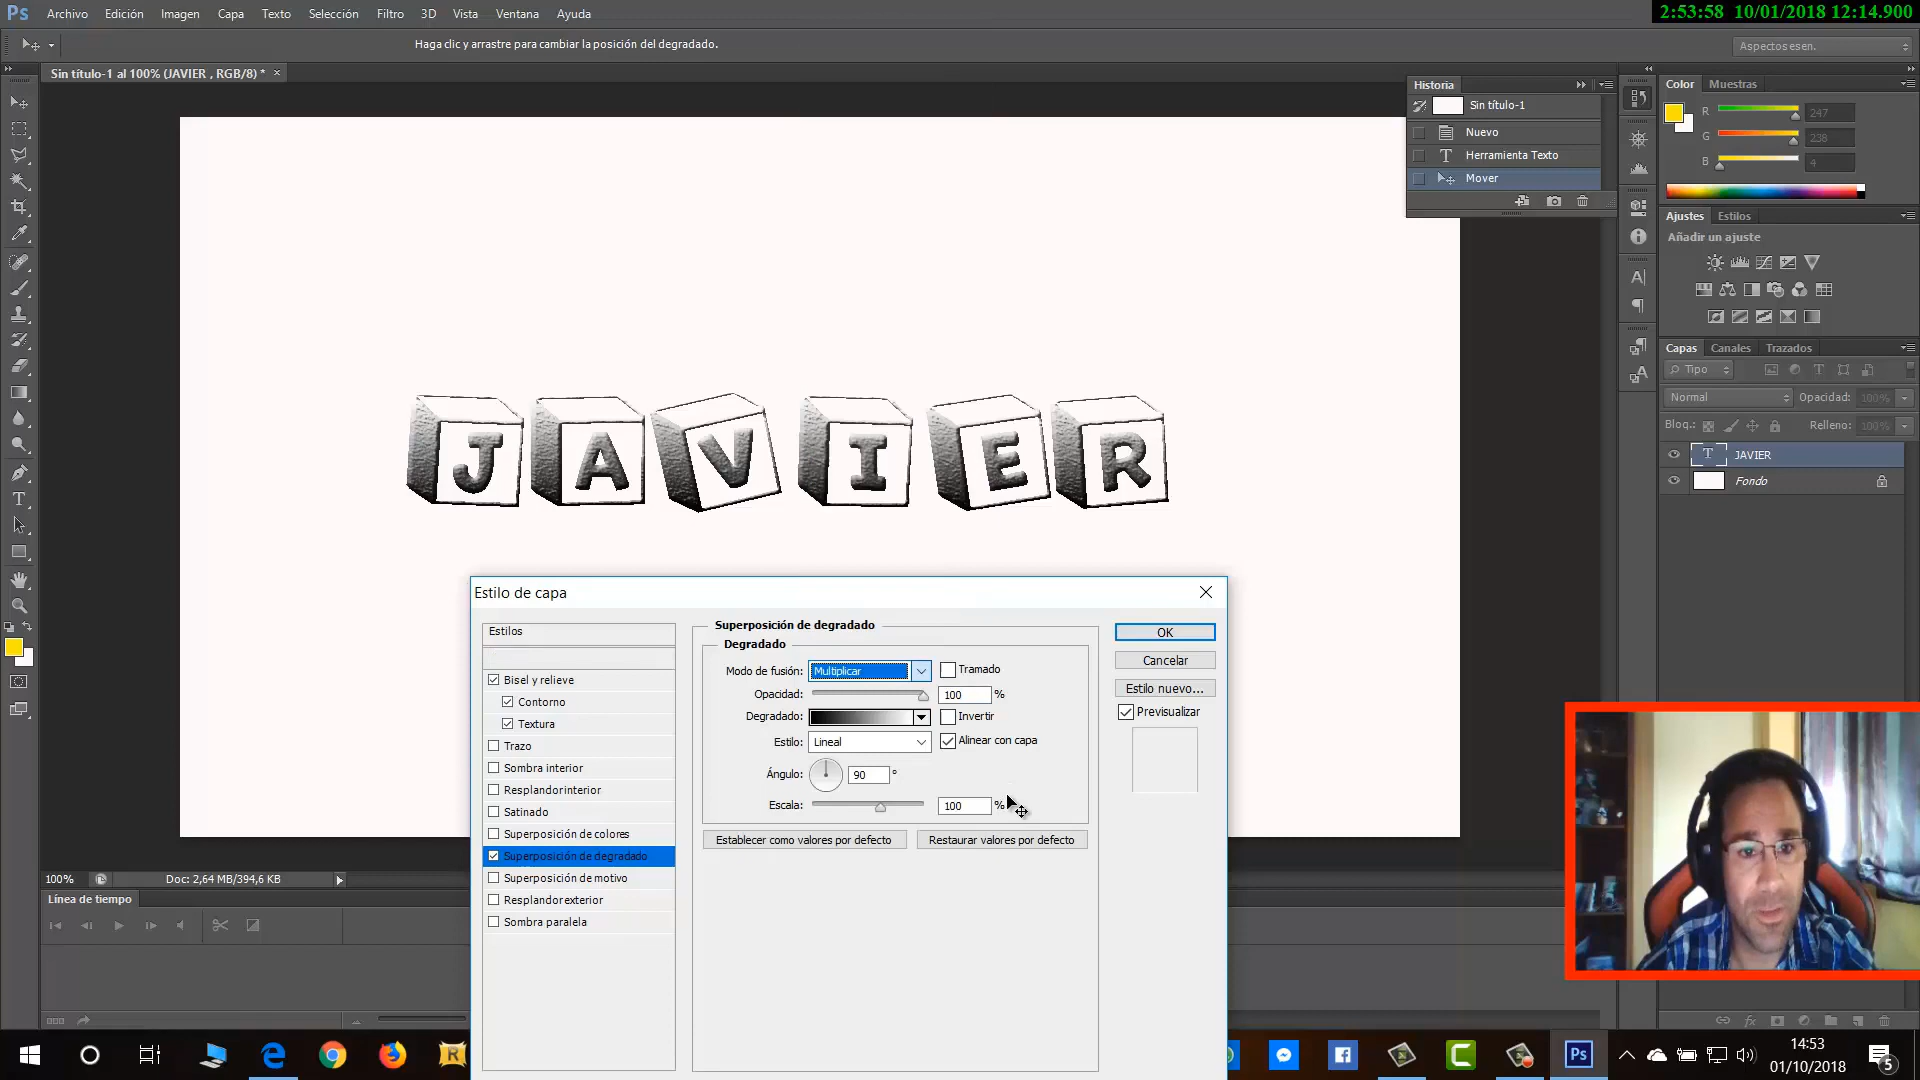 Ps Archivo Edición Imagen Capa Texto Selección Filtro 3D Vista Ventana Ayuda
2:53:58 10/01/2018 12:14.900
Haga clic y arrastre para cambiar la posición del degradado.
Aspectos esen.
Sin título-1 al 100% (JAVIER , RGB/8) * ×
Historia
Sin título-1
Nuevo
Herramienta Texto
Mover
Color Muestras
R 247
G 238
B 4
Ajustes Estilos
Añadir un ajuste
Capas Canales Trazados
Tipo
Normal Opacidad: 100%
Bloq.: Relleno: 100%
T JAVIER
Fondo
JAVIER
Estilo de capa
Estilos
Bisel y relieve
Contorno
Textura
Trazo
Sombra interior
Resplandor interior
Satinado
Superposición de colores
Superposición de degradado
Superposición de motivo
Resplandor exterior
Sombra paralela
Superposición de degradado
Degradado
Modo de fusión: Multiplicar Tramado
Opacidad: 100 %
Degradado: Invertir
Estilo: Lineal Alinear con capa
Ángulo: 90 °
Escala: 100 %
Establecer como valores por defecto Restaurar valores por defecto
OK
Cancelar
Estilo nuevo...
Previsualizar
100% Doc: 2,64 MB/394,6 KB
Línea de tiempo
14:53
01/10/2018
5